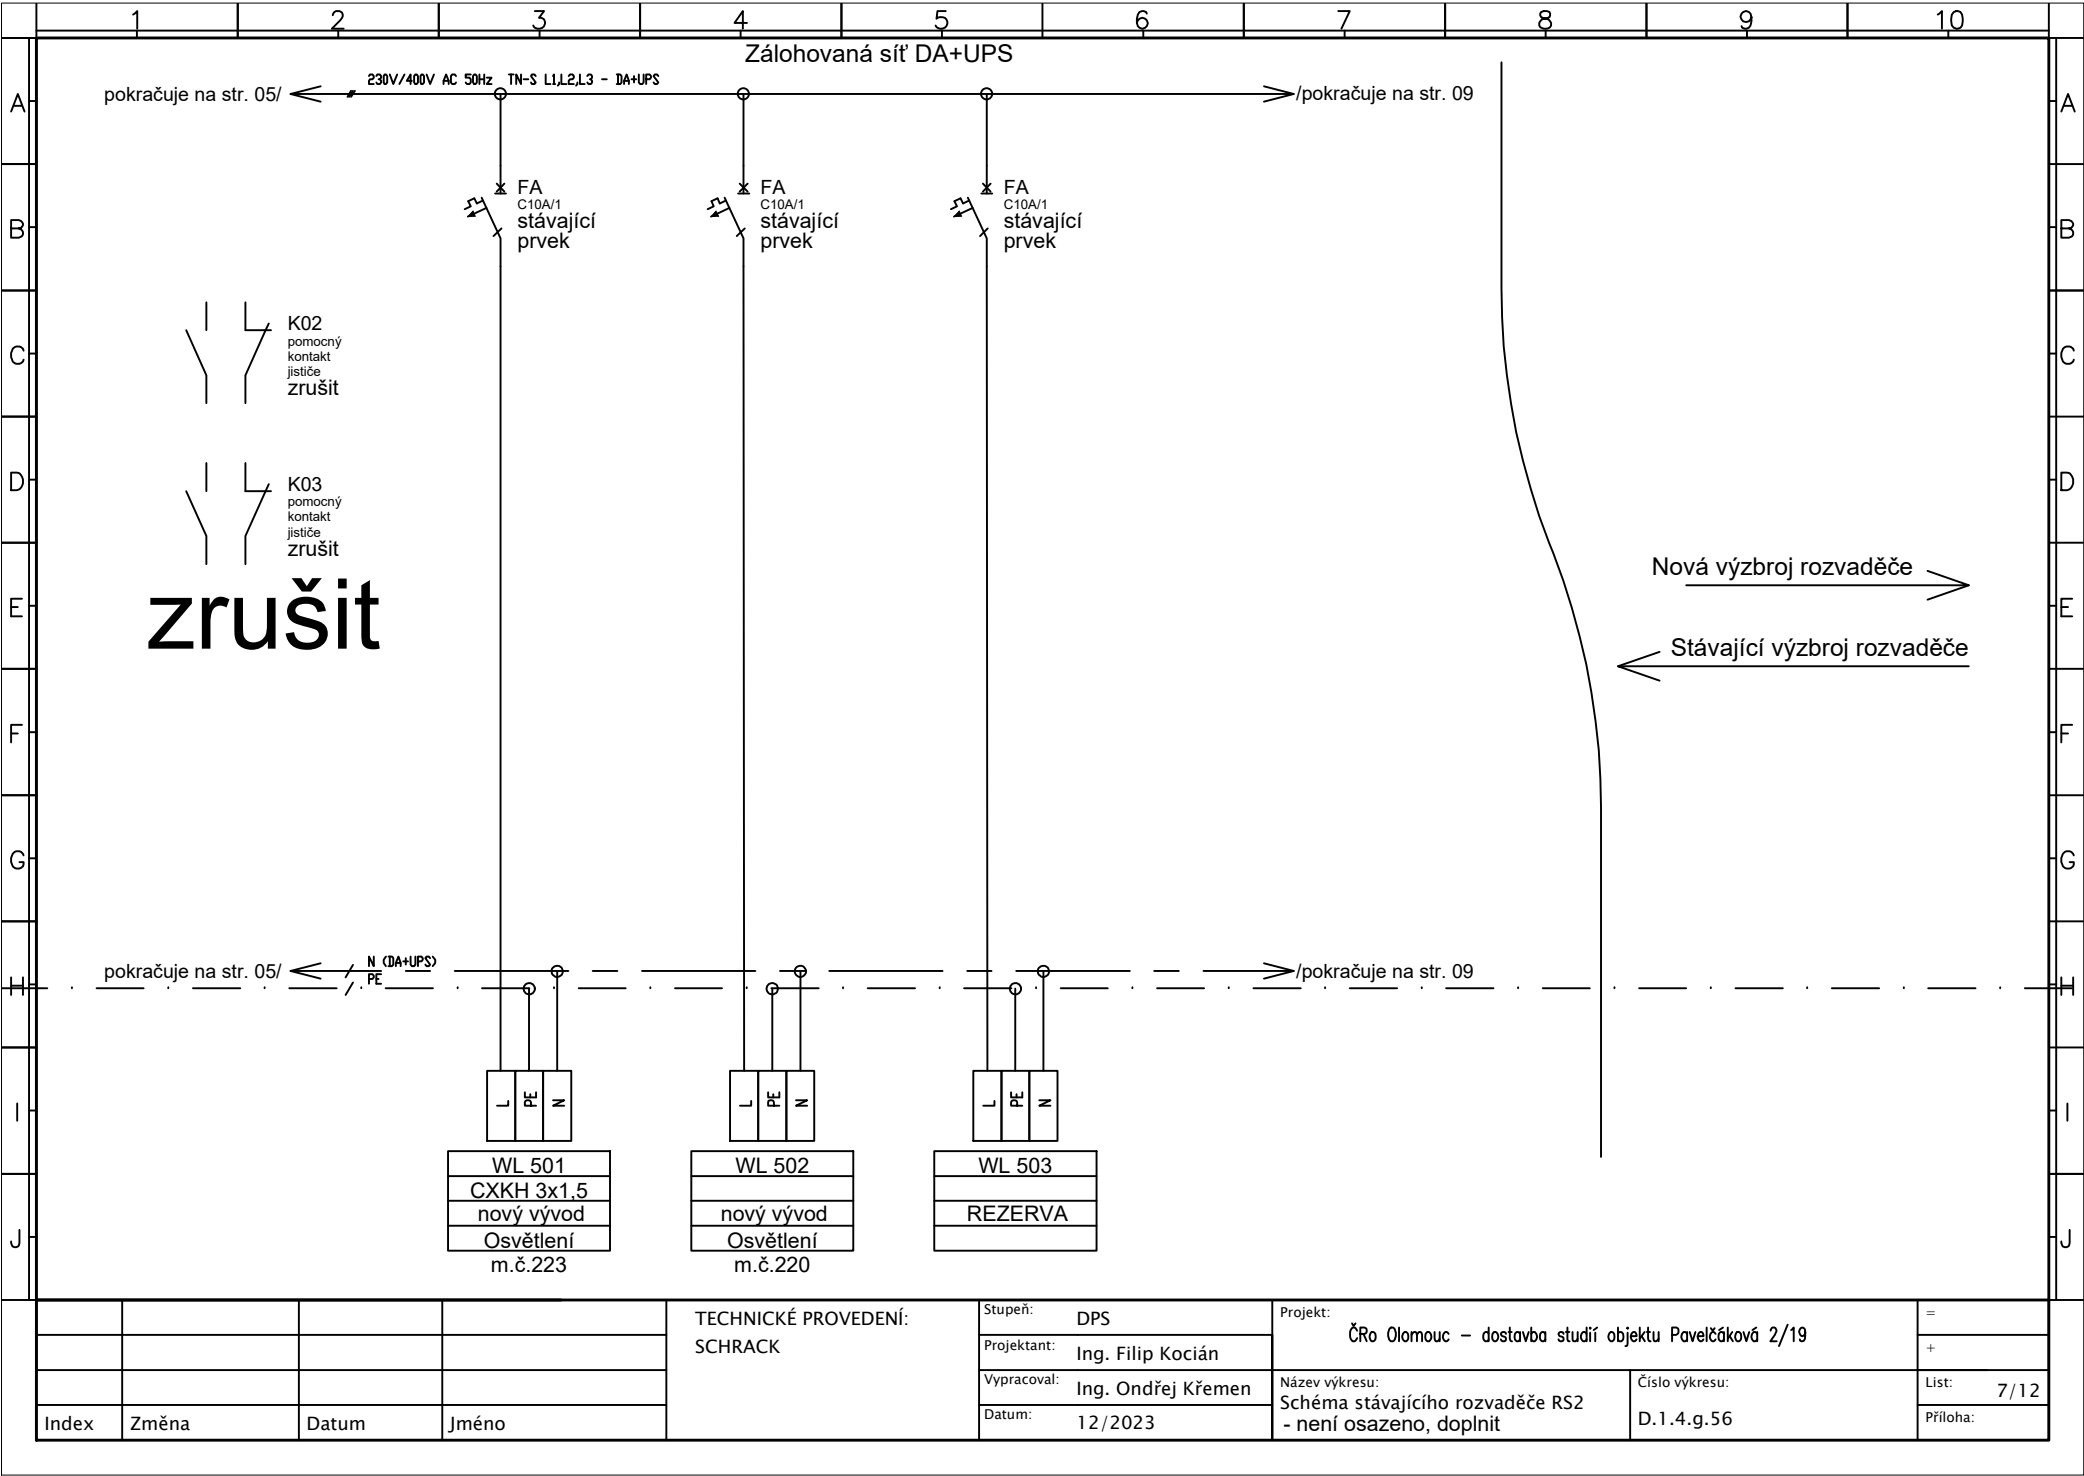 1 2 3 4 5 6 7 8 9 10
Zálohovaná síť DA+UPS
230V/400V AC 50Hz TN-S L1,L2,L3 - DA+UPS
pokračuje na str. 05/
/pokračuje na str. 09
A A
FA
C10A/1
stávající
prvek
FA
C10A/1
stávající
prvek
FA
C10A/1
stávající
prvek
B B
K02
pomocný
kontakt
jističe
zrušit
C C
K03
pomocný
kontakt
jističe
zrušit
D D
zrušit
Nová výzbroj rozvaděče
E E
Stávající výzbroj rozvaděče
F F
G G
pokračuje na str. 05/
N (DA+UPS)
PE
/pokračuje na str. 09
H H
L PE N
L PE N
L PE N
I I
WL 501
CXKH 3x1,5
nový vývod
Osvětlení
m.č.223
WL 502
nový vývod
Osvětlení
m.č.220
WL 503
REZERVA
J J
Index Změna Datum Jméno
TECHNICKÉ PROVEDENÍ:
SCHRACK
Stupeň: DPS
Projektant: Ing. Filip Kocián
Vypracoval: Ing. Ondřej Křemen
Datum: 12/2023
Projekt:
ČRo Olomouc – dostavba studií objektu Pavelčáková 2/19
Název výkresu:
Schéma stávajícího rozvaděče RS2
- není osazeno, doplnit
Číslo výkresu:
D.1.4.g.56
=
+
List: 7/12
Příloha: